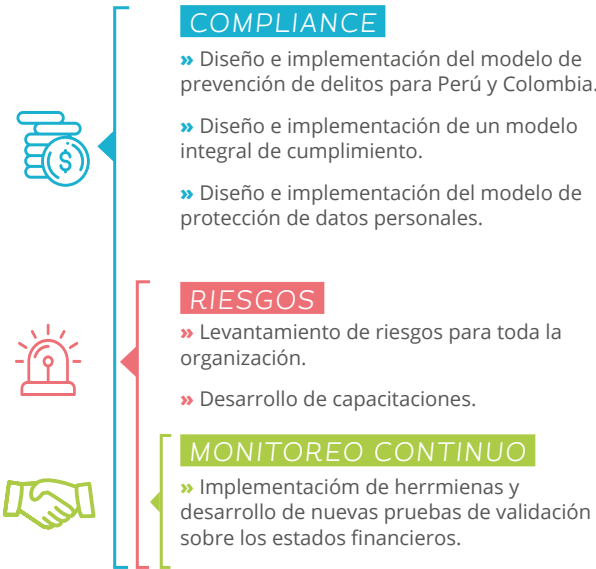 COMPLIANCE
» Diseño e implementación del modelo de
prevención de delitos para Perú y Colombia.
» Diseño e implementación de un modelo
integral de cumplimiento.
» Diseño e implementación del modelo de
protección de datos personales.
$
RIESGOS
» Levantamiento de riesgos para toda la
organización.
» Desarrollo de capacitaciones.
MONITOREO CONTINUO
» Implementacióm de herrmienas y
desarrollo de nuevas pruebas de validación
sobre los estados financieros.